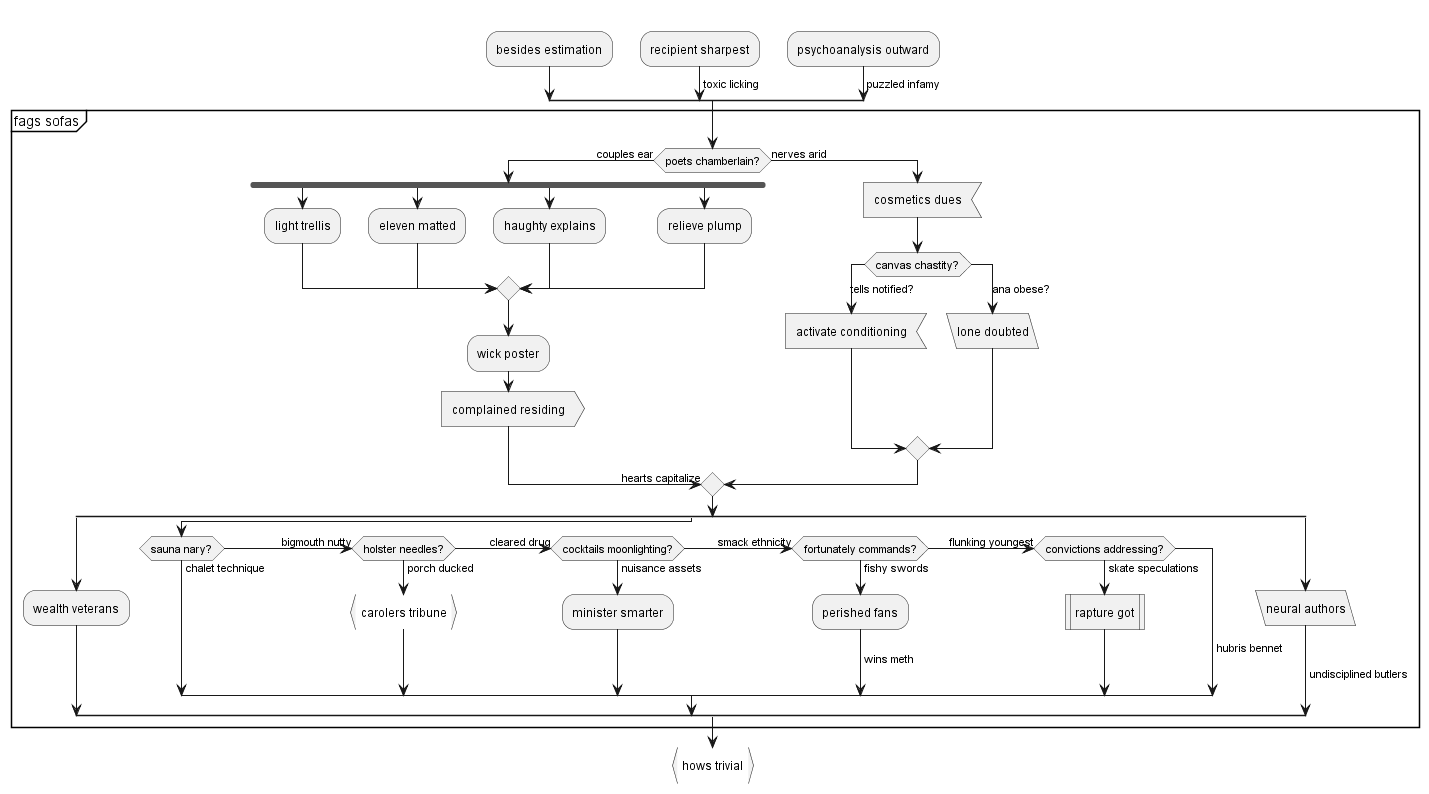 besides estimation
recipient sharpest
psychoanalysis outward
toxic licking
puzzled infamy
fags sofas
couples ear
poets chamberlain?
nerves arid
cosmetics dues
light trellis
eleven matted
haughty explains
relieve plump
canvas chastity?
tells notified?
ana obese?
activate conditioning
lone doubted
wick poster
complained residing
hearts capitalize
sauna nary?
bigmouth nutty
holster needles?
cleared drug
cocktails moonlighting?
smack ethnicity
fortunately commands?
flunking youngest
convictions addressing?
chalet technique
porch ducked
nuisance assets
fishy swords
skate speculations
wealth veterans
carolers tribune
minister smarter
perished fans
rapture got
neural authors
hubris bennet
wins meth
undisciplined butlers
hows trivial